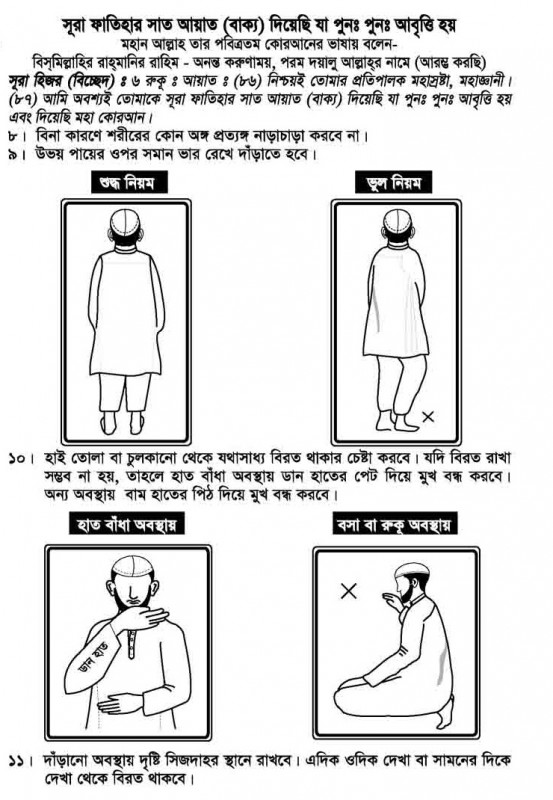 সূরা ফাতিহার সাত আয়াত (বাক্য) দিয়েছি যা পুনঃ পুনঃ আবৃত্তি হয়
মহান আল্লাহ তার পবিত্রতম কোরআনের ভাষায় বলেন-
বিস্‌মিল্লাহির রাহ্‌মানির রাহিম - অনন্ত করুণাময়, পরম দয়ালু আল্লাহ্‌র নামে (আরম্ভ করছি)
সূরা হিজর (বিচ্ছেদ) ঃ ৬ রুকূ ঃ আয়াত ঃ (৮৬) নিশ্চয়ই তোমার প্রতিপালক মহাস্রষ্টা, মহাজ্ঞানী।
(৮৭) আমি অবশ্যই তোমাকে সূরা ফাতিহার সাত আয়াত (বাক্য) দিয়েছি যা পুনঃ পুনঃ আবৃত্তি হয়
এবং দিয়েছি মহা কোরআন।
৮। বিনা কারণে শরীরের কোন অঙ্গ প্রত্যঙ্গ নাড়াচাড়া করবে না।
৯। উভয় পায়ের ওপর সমান ভার রেখে দাঁড়াতে হবে।
শুদ্ধ নিয়ম
ভুল নিয়ম
১০। হাই তোলা বা চুলকানো থেকে যথাসাধ্য বিরত থাকার চেষ্টা করবে। যদি বিরত রাখা
সম্ভব না হয়, তাহলে হাত বাঁধা অবস্থায় ডান হাতের পেট দিয়ে মুখ বন্ধ করবে।
অন্য অবস্থায় বাম হাতের পিঠ দিয়ে মুখ বন্ধ করবে।
হাত বাঁধা অবস্থায়
বসা বা রুকূ অবস্থায়
ডান হাত
১১। দাঁড়ানো অবস্থায় দৃষ্টি সিজদাহর স্থানে রাখবে। এদিক ওদিক দেখা বা সামনের দিকে
দেখা থেকে বিরত থাকবে।